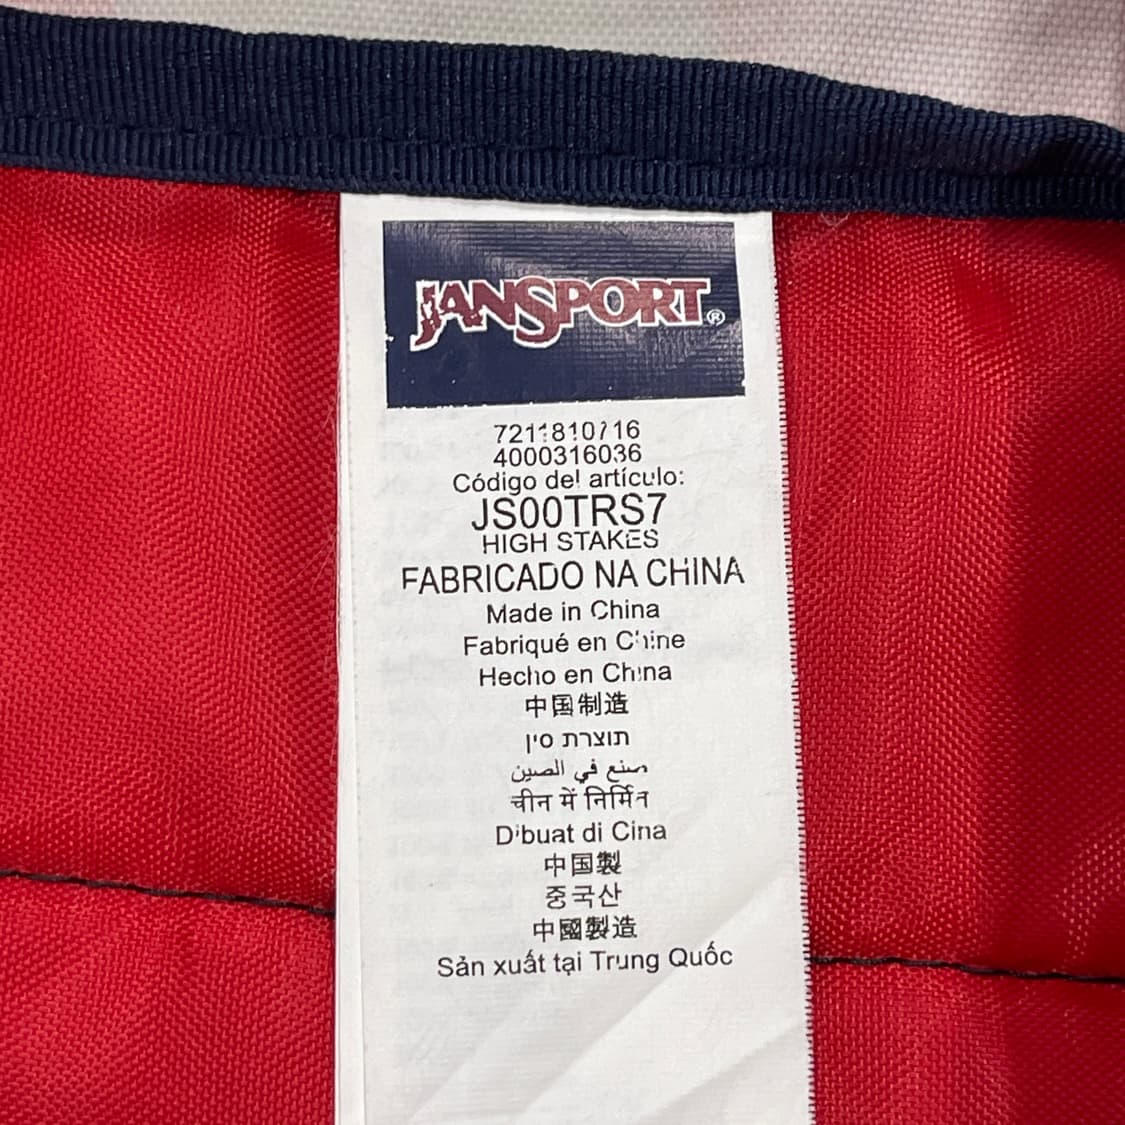 JANSPORT®
7211810716
4000316036
Código del artículo:
JS00TRS7
HIGH STAKES
FABRICADO NA CHINA
Made in China
Fabriqué en Chine
Hecho en China
中国制造
תוצרת סין
صنع في الصين
चीन में निर्मित
Dibuat di Cina
中国製
중국산
中國製造
Sản xuất tại Trung Quốc